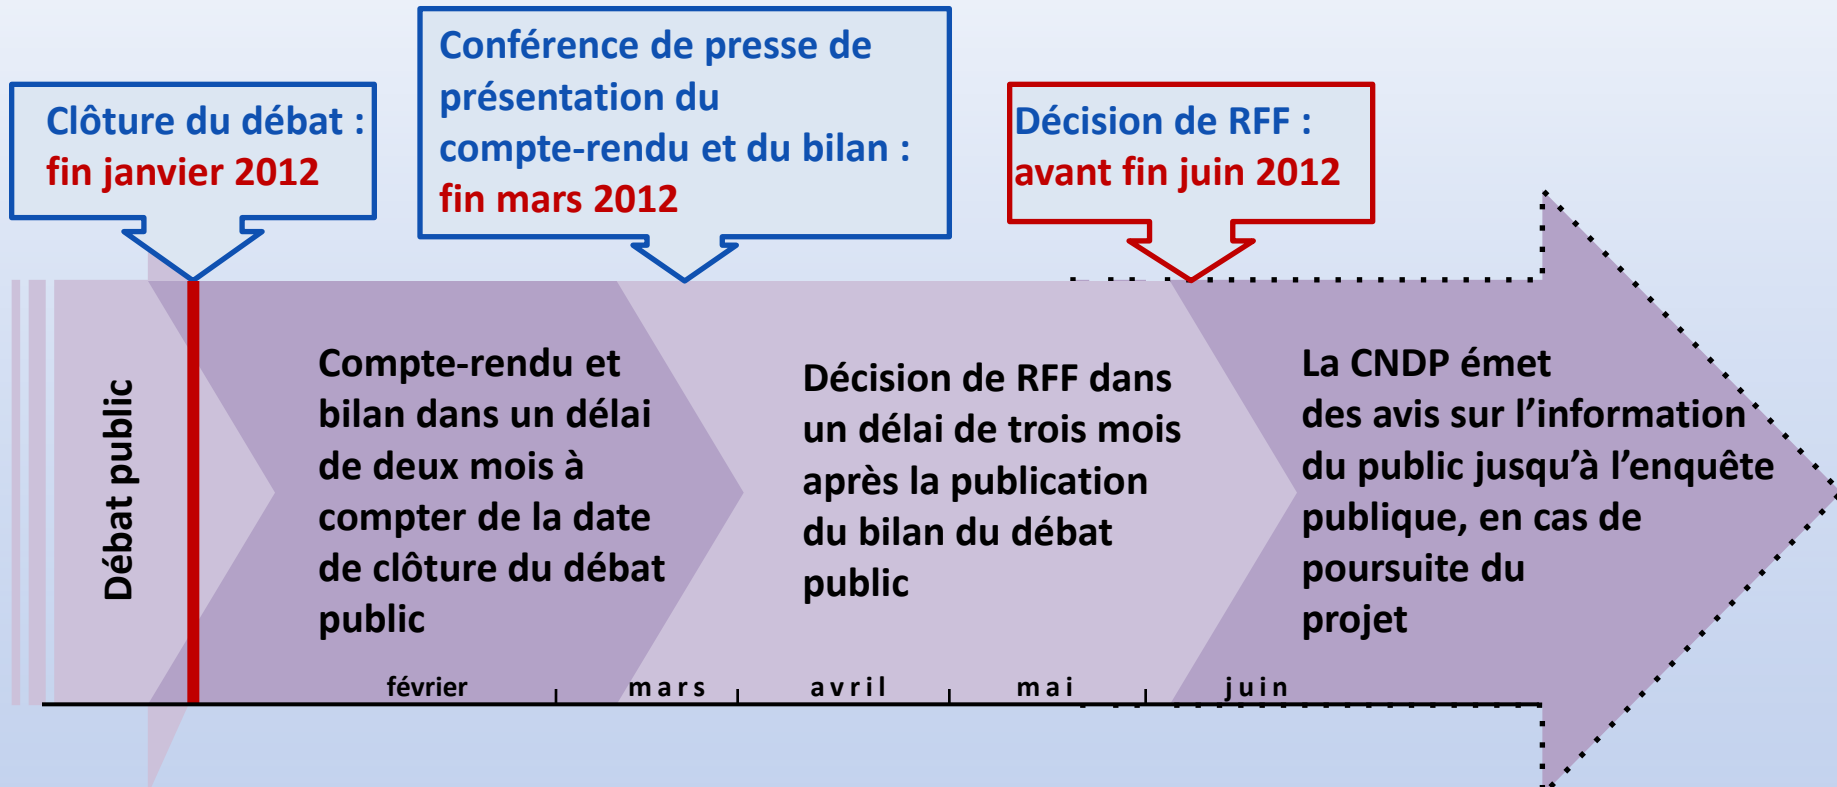 Clôture du débat :
fin janvier 2012
Conférence de presse de
présentation du
compte-rendu et du bilan :
fin mars 2012
Décision de RFF :
avant fin juin 2012
Débat public
Compte-rendu et
bilan dans un délai
de deux mois à
compter de la date
de clôture du débat
public
Décision de RFF dans
un délai de trois mois
après la publication
du bilan du débat
public
La CNDP émet
des avis sur l’information
du public jusqu’à l’enquête
publique, en cas de
poursuite du
projet
février mars avril mai juin